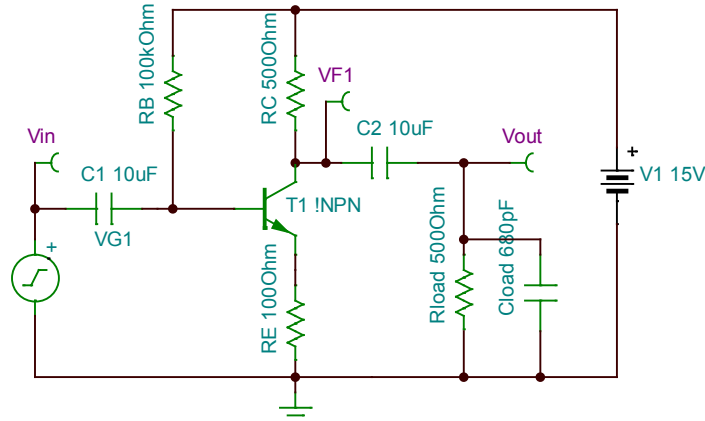 RB 100kOhm
RC 500Ohm
VF1
Vin
C1 10uF
C2 10uF
Vout
+
V1 15V
T1 !NPN
VG1
+
RE 100Ohm
Rload 500Ohm
Cload 680pF